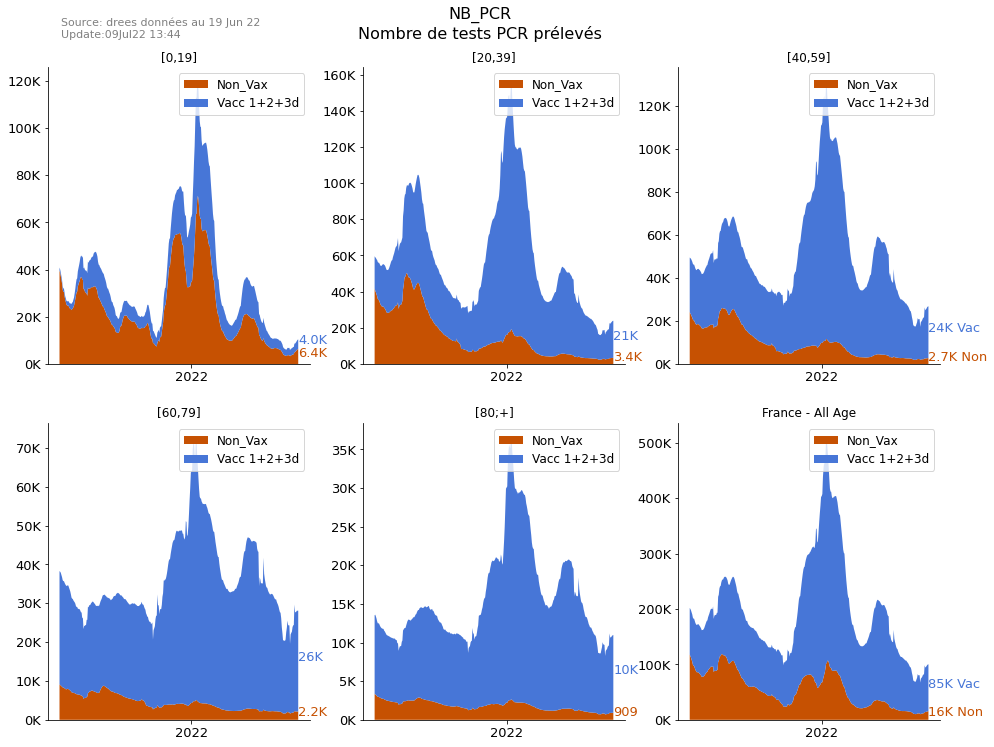 NB_PCR
Nombre de tests PCR prélevés
Source: drees données au 19 Jun 22
Update:09Jul22 13:44
[0,19]
Non_Vax
Vacc 1+2+3d
120K
100K
80K
60K
40K
20K
0K
4.0K
6.4K
2022
[20,39]
Non_Vax
Vacc 1+2+3d
160K
140K
120K
100K
80K
60K
40K
20K
0K
21K
3.4K
2022
[40,59]
Non_Vax
Vacc 1+2+3d
120K
100K
80K
60K
40K
20K
0K
24K Vac
2.7K Non
2022
[60,79]
Non_Vax
Vacc 1+2+3d
70K
60K
50K
40K
30K
20K
10K
0K
26K
2.2K
2022
[80;+]
Non_Vax
Vacc 1+2+3d
35K
30K
25K
20K
15K
10K
5K
0K
10K
909
2022
France - All Age
Non_Vax
Vacc 1+2+3d
500K
400K
300K
200K
100K
0K
85K Vac
16K Non
2022